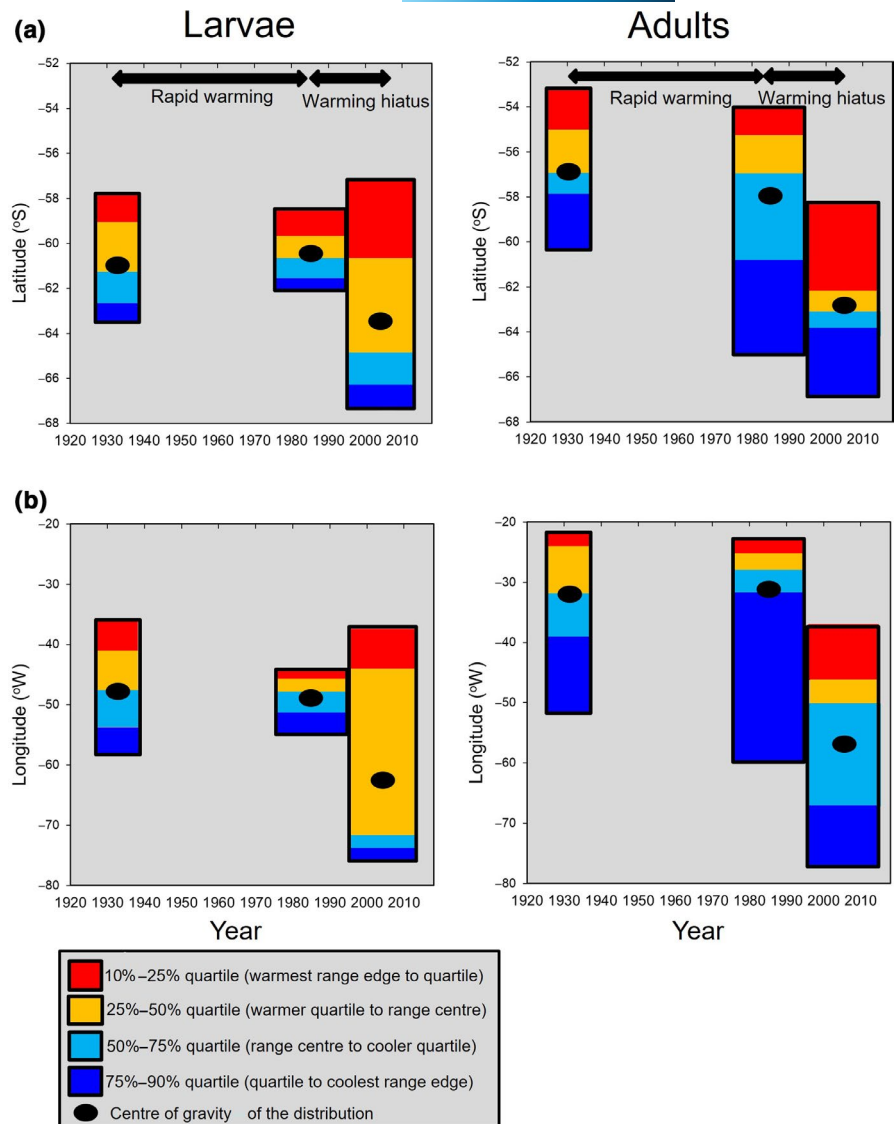 (a)
Larvae
Adults
Rapid warming
Warming hiatus
Rapid warming
Warming hiatus
Latitude (°S)
–52
–54
–56
–58
–60
–62
–64
–66
–68
1920 1930 1940 1950 1960 1970 1980 1990 2000 2010
Latitude (°S)
–52
–54
–56
–58
–60
–62
–64
–66
–68
1920 1930 1940 1950 1960 1970 1980 1990 2000 2010
(b)
Longitude (°W)
–20
–30
–40
–50
–60
–70
–80
1920 1930 1940 1950 1960 1970 1980 1990 2000 2010
Year
Longitude (°W)
–20
–30
–40
–50
–60
–70
–80
1920 1930 1940 1950 1960 1970 1980 1990 2000 2010
Year
10%–25% quartile (warmest range edge to quartile)
25%–50% quartile (warmer quartile to range centre)
50%–75% quartile (range centre to cooler quartile)
75%–90% quartile (quartile to coolest range edge)
Centre of gravity of the distribution